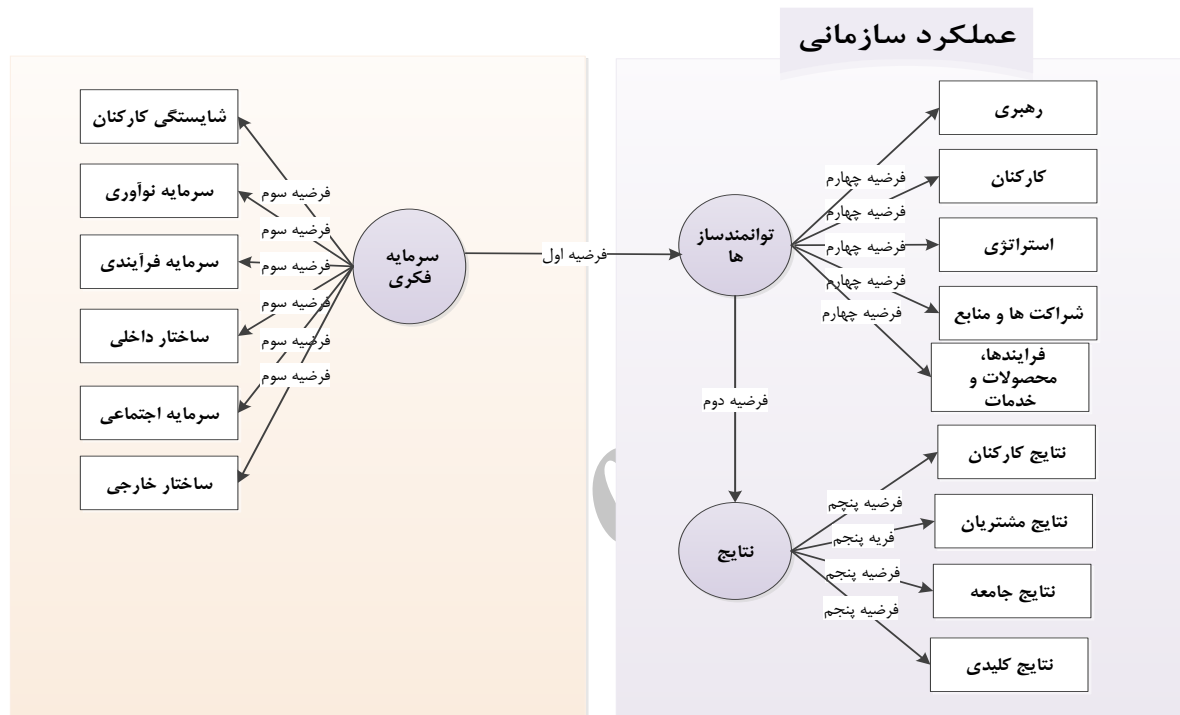 عملکرد سازمانی
رهبری
کارکنان
استراتژی
شراکت ها و منابع
فرایندها،
محصولات و
خدمات
فرضیه چهارم
فرضیه چهارم
فرضیه چهارم
فرضیه چهارم
فرضیه چهارم
توانمندساز
ها
فرضیه اول
فرضیه دوم
نتایج
نتایج کارکنان
نتایج مشتریان
نتایج جامعه
نتایج کلیدی
فرضیه پنجم
فریه پنجم
فرضیه پنجم
فرضیه پنجم
سرمایه
فکری
فرضیه سوم
فرضیه سوم
فرضیه سوم
فرضیه سوم
فرضیه سوم
فرضیه سوم
شایستگی کارکنان
سرمایه نوآوری
سرمایه فرآیندی
ساختار داخلی
سرمایه اجتماعی
ساختار خارجی